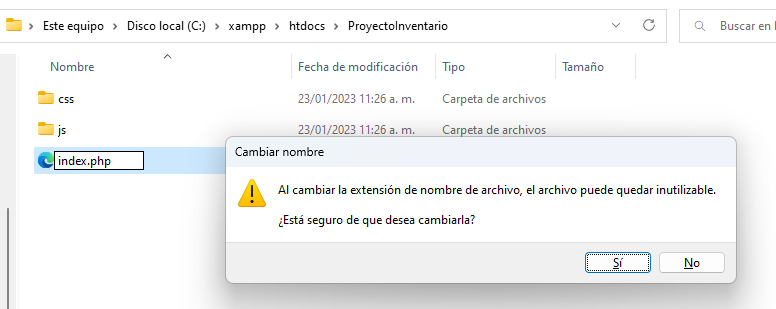 Este equipo > Disco local (C:) > xampp > htdocs > ProyectoInventario
Buscar en
Nombre Fecha de modificación Tipo Tamaño
css 23/01/2023 11:26 a. m. Carpeta de archivos
js 23/01/2023 11:26 a. m. Carpeta de archivos
index.php
Cambiar nombre
Al cambiar la extensión de nombre de archivo, el archivo puede quedar inutilizable.
¿Está seguro de que desea cambiarla?
Sí No